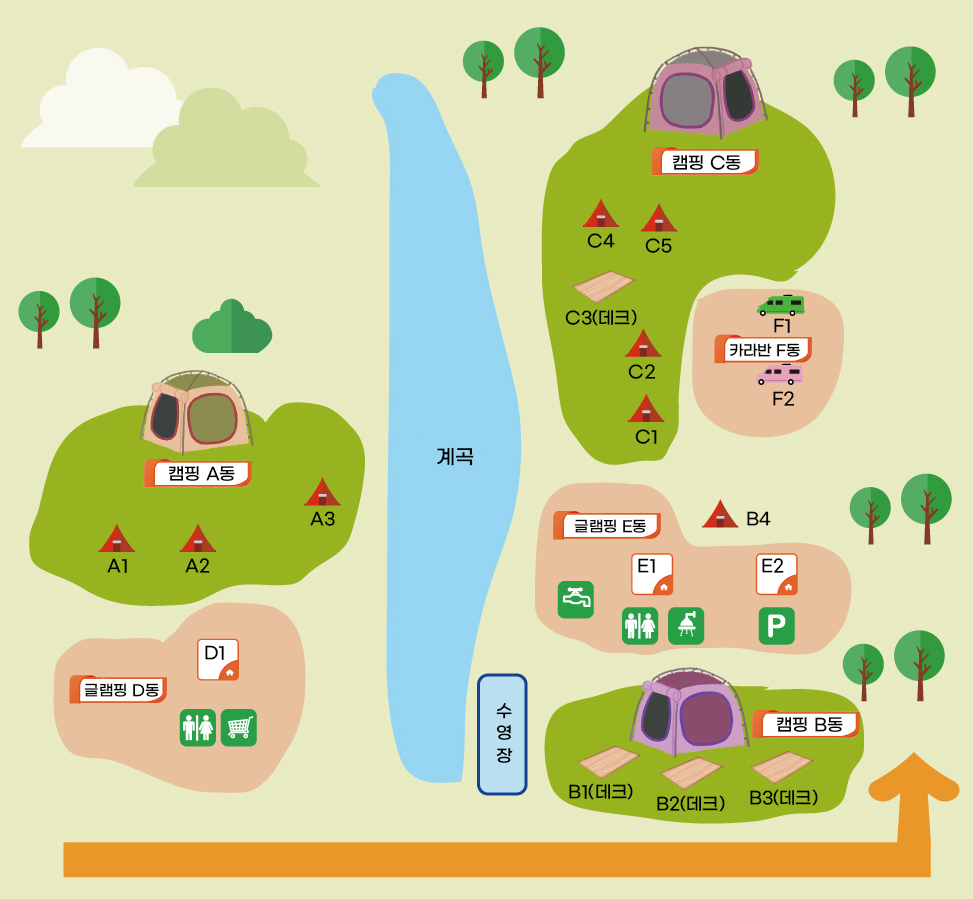 캠핑 C동
C4
C5
C3(데크)
C2
C1
F1
카라반 F동
F2
계곡
캠핑 A동
A3
A1
A2
글램핑 E동
B4
E1
E2
P
D1
글램핑 D동
수
영
장
캠핑 B동
B1(데크)
B2(데크)
B3(데크)